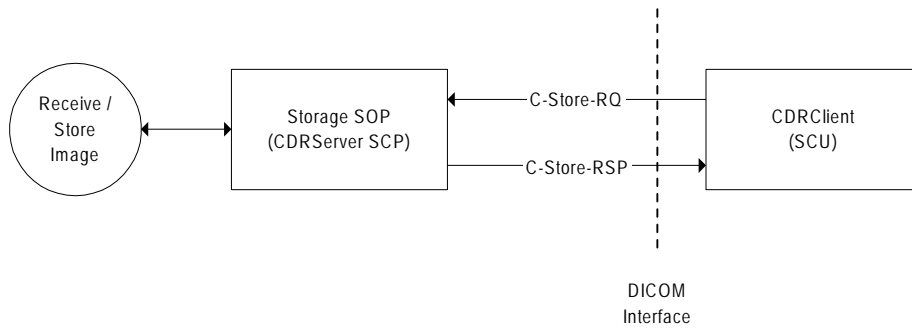 Receive /
Store
Image
Storage SOP
(CDRServer SCP)
C-Store-RQ
C-Store-RSP
CDRClient
(SCU)
DICOM
Interface